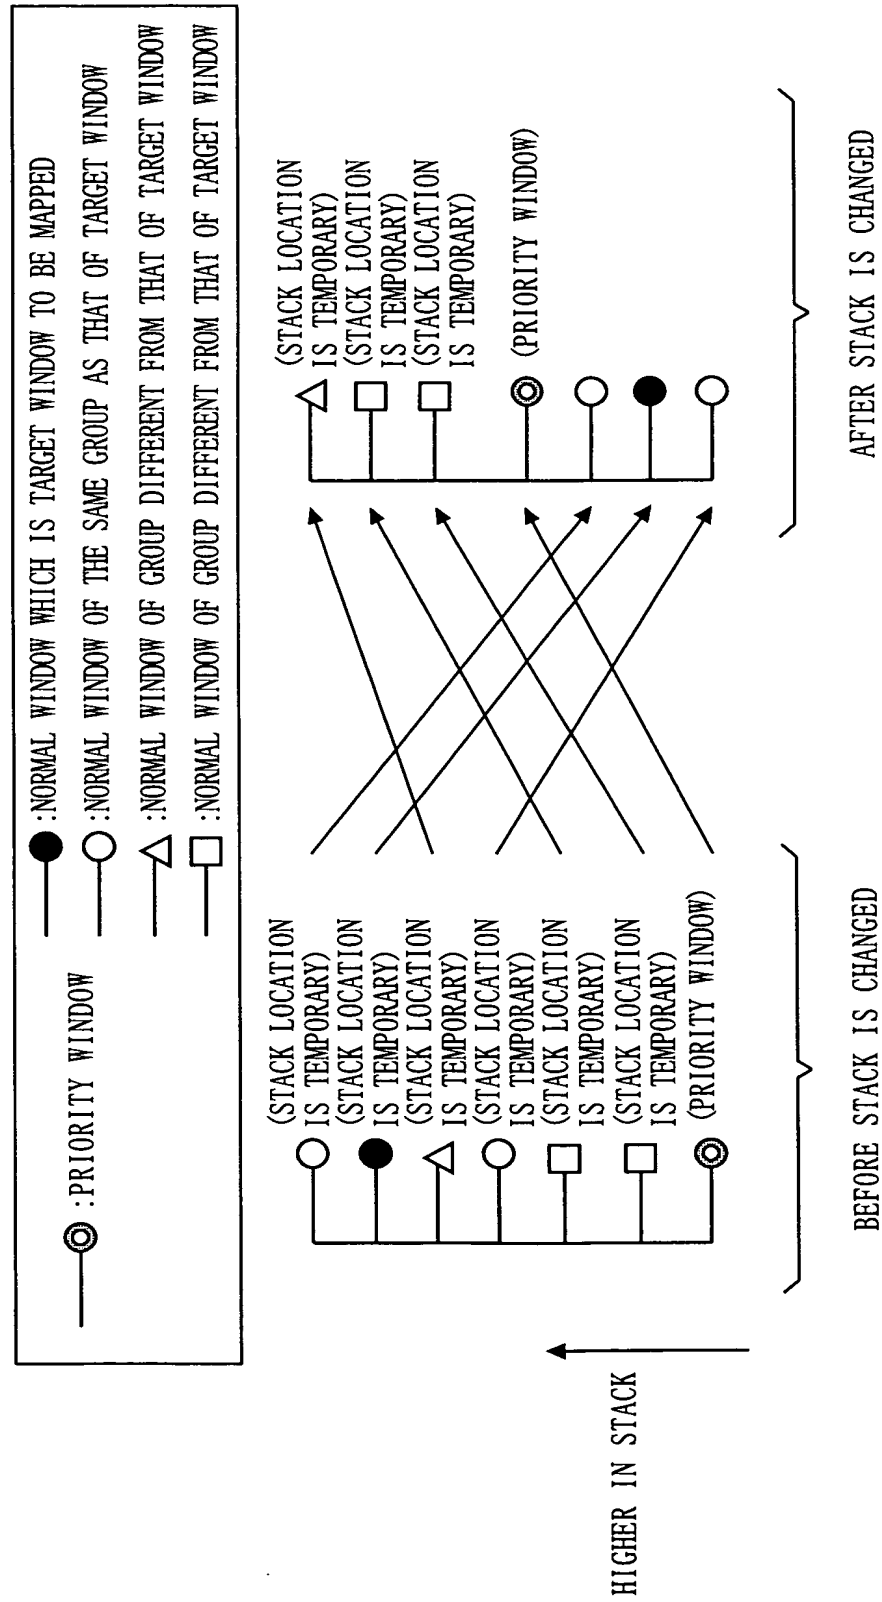 :PRIORITY WINDOW
:NORMAL WINDOW WHICH IS TARGET WINDOW TO BE MAPPED
:NORMAL WINDOW OF THE SAME GROUP AS THAT OF TARGET WINDOW
:NORMAL WINDOW OF GROUP DIFFERENT FROM THAT OF TARGET WINDOW
:NORMAL WINDOW OF GROUP DIFFERENT FROM THAT OF TARGET WINDOW
HIGHER IN STACK
(STACK LOCATION
IS TEMPORARY)
(STACK LOCATION
IS TEMPORARY)
(STACK LOCATION
IS TEMPORARY)
(STACK LOCATION
IS TEMPORARY)
(STACK LOCATION
IS TEMPORARY)
(STACK LOCATION
IS TEMPORARY)
(PRIORITY WINDOW)
BEFORE STACK IS CHANGED
(STACK LOCATION
IS TEMPORARY)
(STACK LOCATION
IS TEMPORARY)
(STACK LOCATION
IS TEMPORARY)
(PRIORITY WINDOW)
AFTER STACK IS CHANGED